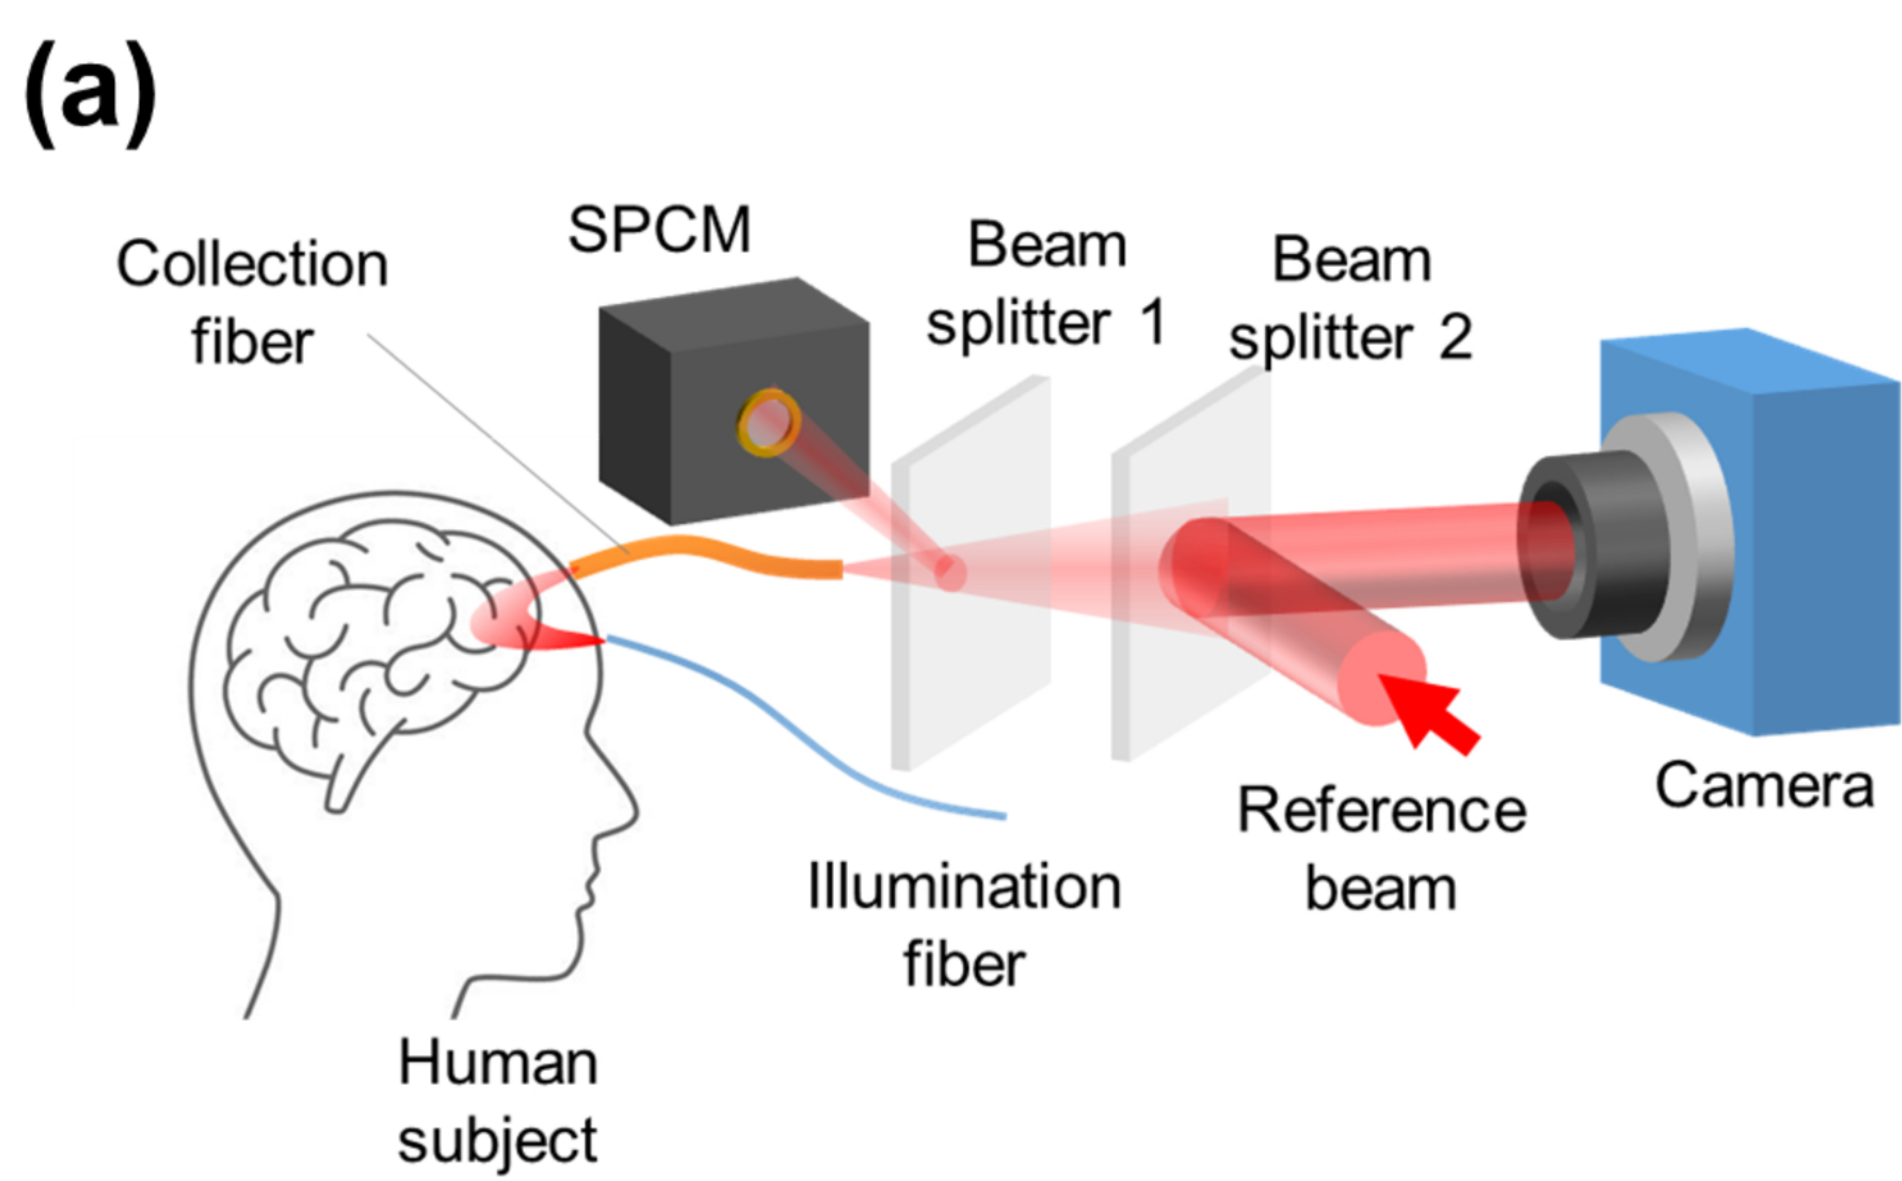 (a)
SPCM
Collection
fiber
Beam
splitter 1
Beam
splitter 2
Camera
Reference
beam
Illumination
fiber
Human
subject